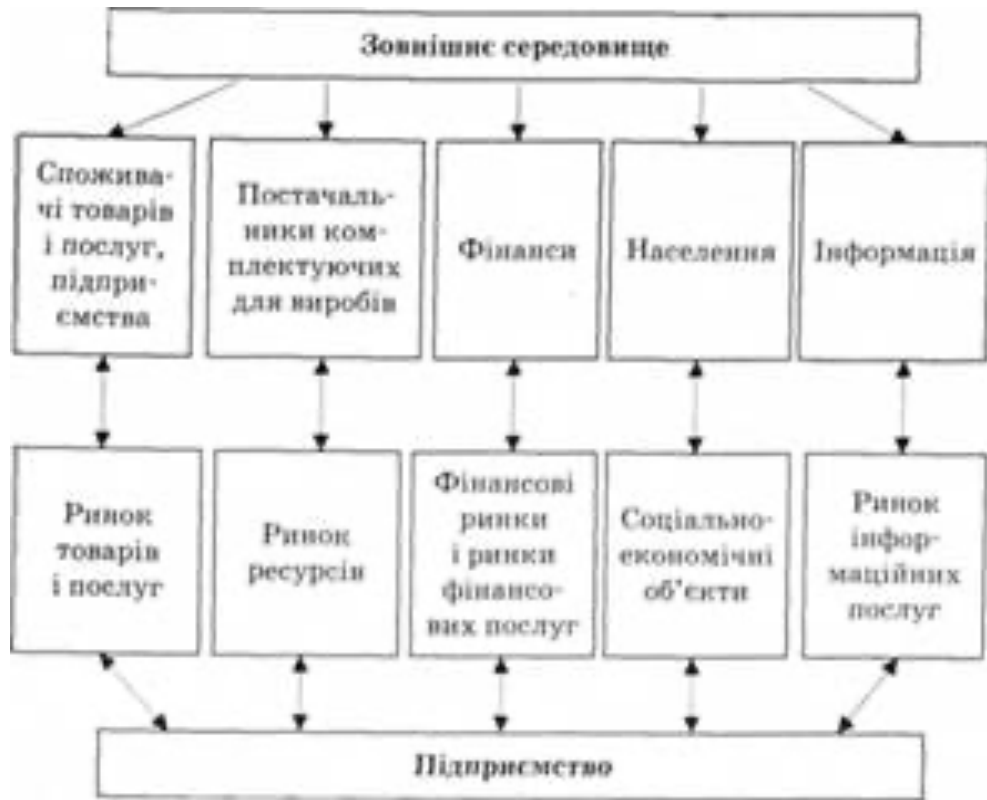 Зовнішнє середовище
Спожива-
чі товарів
і послуг,
підпри-
ємства
Постачаль-
ники ком-
плектуючих
для виробів
Фінанси
Населення
Інформація
Ринок
товарів
і послуг
Ринок
ресурсів
Фінансові
ринки
і ринки
фінансо-
вих послуг
Соціально-
економічні
об'єкти
Ринок
інфор-
маційних
послуг
Підприємство